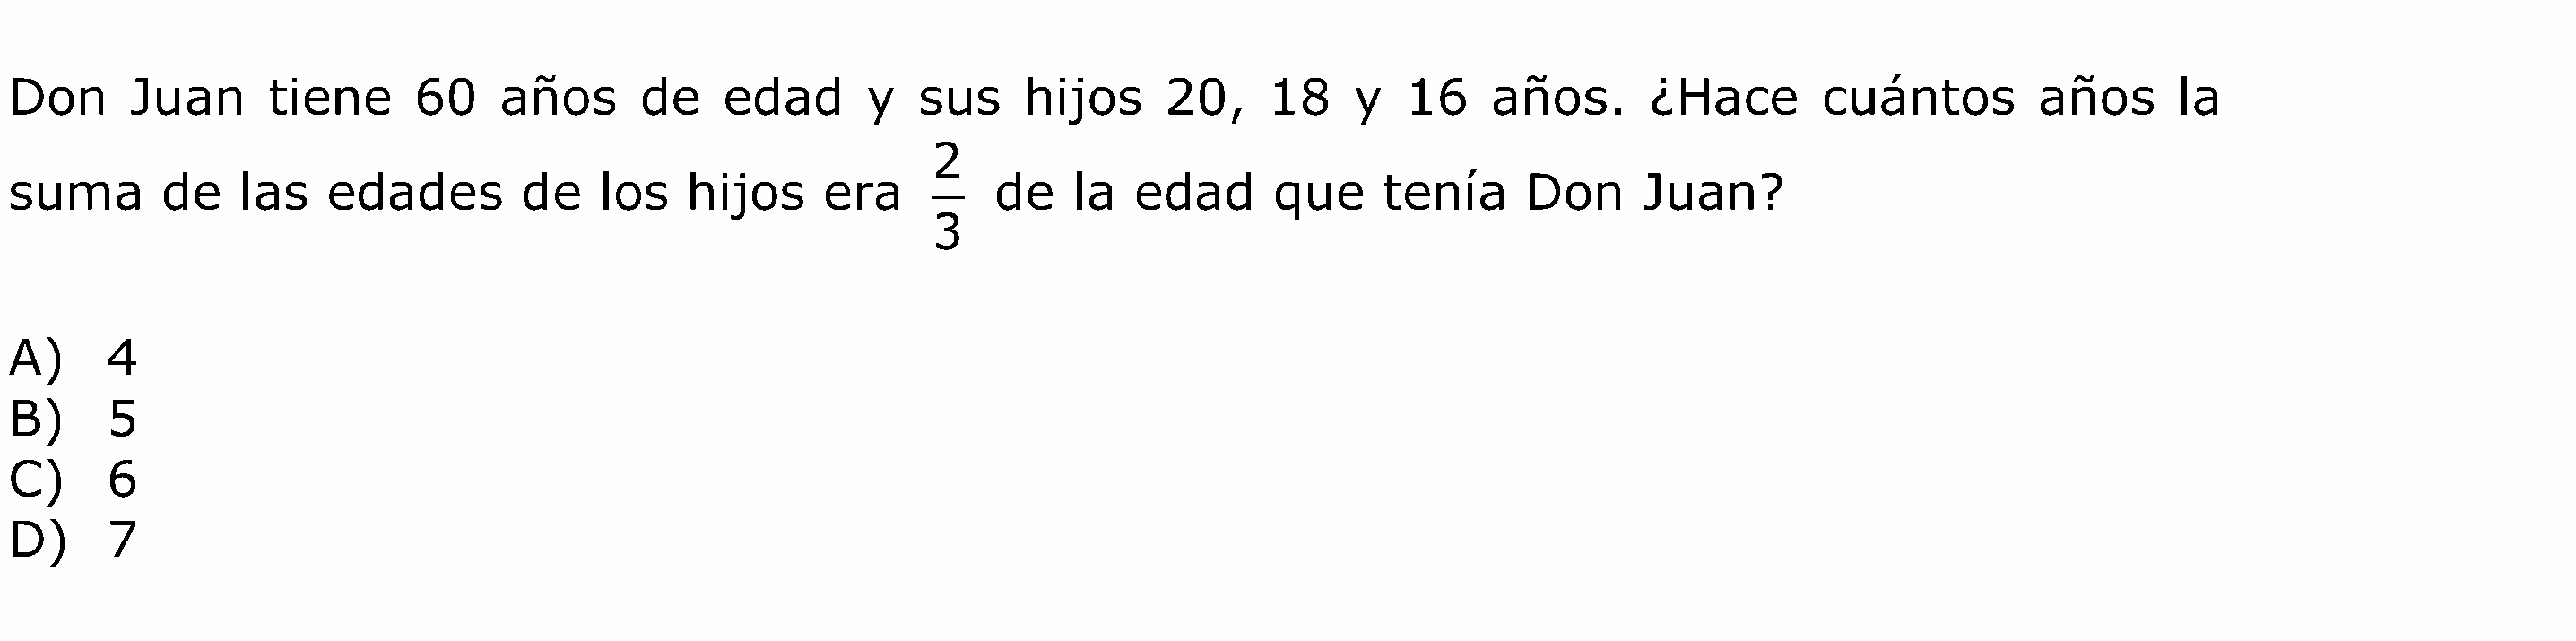 Don Juan tiene 60 años de edad y sus hijos 20, 18 y 16 años. ¿Hace cuántos años la
suma de las edades de los hijos era 2/3 de la edad que tenía Don Juan?
A) 4
B) 5
C) 6
D) 7